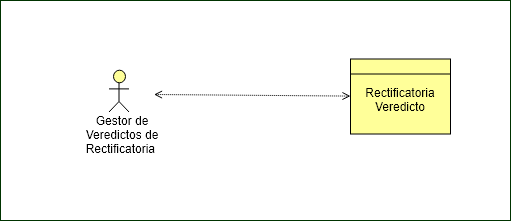 Gestor de
Veredictos de
Rectificatoria
Rectificatoria
Veredicto